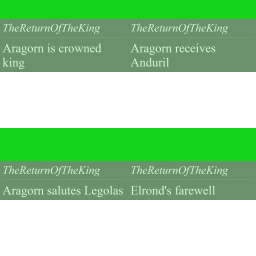 TheReturnOfTheKing TheReturnOfTheKing
Aragorn is crowned Aragorn receives
king Anduril
TheReturnOfTheKing TheReturnOfTheKing
Aragorn salutes Legolas Elrond's farewell